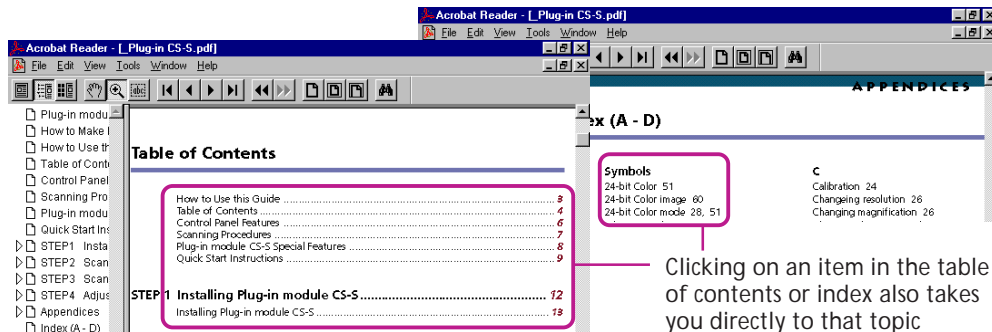 Acrobat Reader - [_Plug-in CS-S.pdf]
File Edit View Tools Window Help
APPENDICES
ex (A - D)
Symbols
24-bit Color 51
24-bit Color image 60
24-bit Color mode 28, 51
C
Calibration 24
Changeing resolution 26
Changing magnification 26
Acrobat Reader - [_Plug-in CS-S.pdf]
File Edit View Tools Window Help
Plug-in modu
How to Make
How to Use th
Table of Conte
Control Panel
Scanning Pro
Plug-in modu
Quick Start Ins
STEP1 Insta
STEP2 Scan
STEP3 Scan
STEP4 Adjus
Appendices
Index (A - D)
Table of Contents
How to Use this Guide 3
Table of Contents 4
Control Panel Features 6
Scanning Procedures 7
Plug-in module CS-S Special Features 8
Quick Start Instructions 9
STEP 1 Installing Plug-in module CS-S 12
Installing Plug-in module CS-S 13
Clicking on an item in the table
of contents or index also takes
you directly to that topic